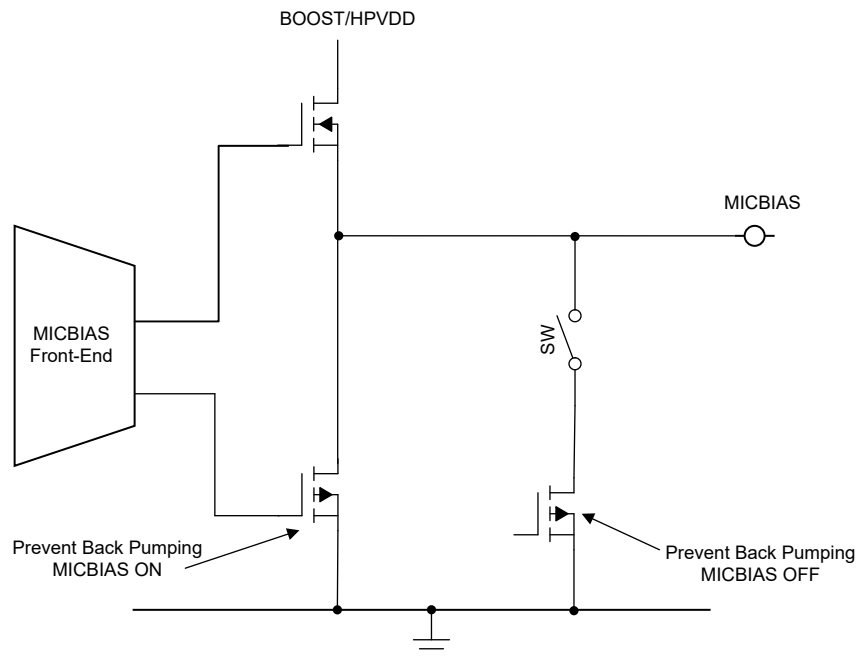 BOOST/HPVDD
MICBIAS
MICBIAS
Front-End
SW
Prevent Back Pumping
MICBIAS ON
Prevent Back Pumping
MICBIAS OFF